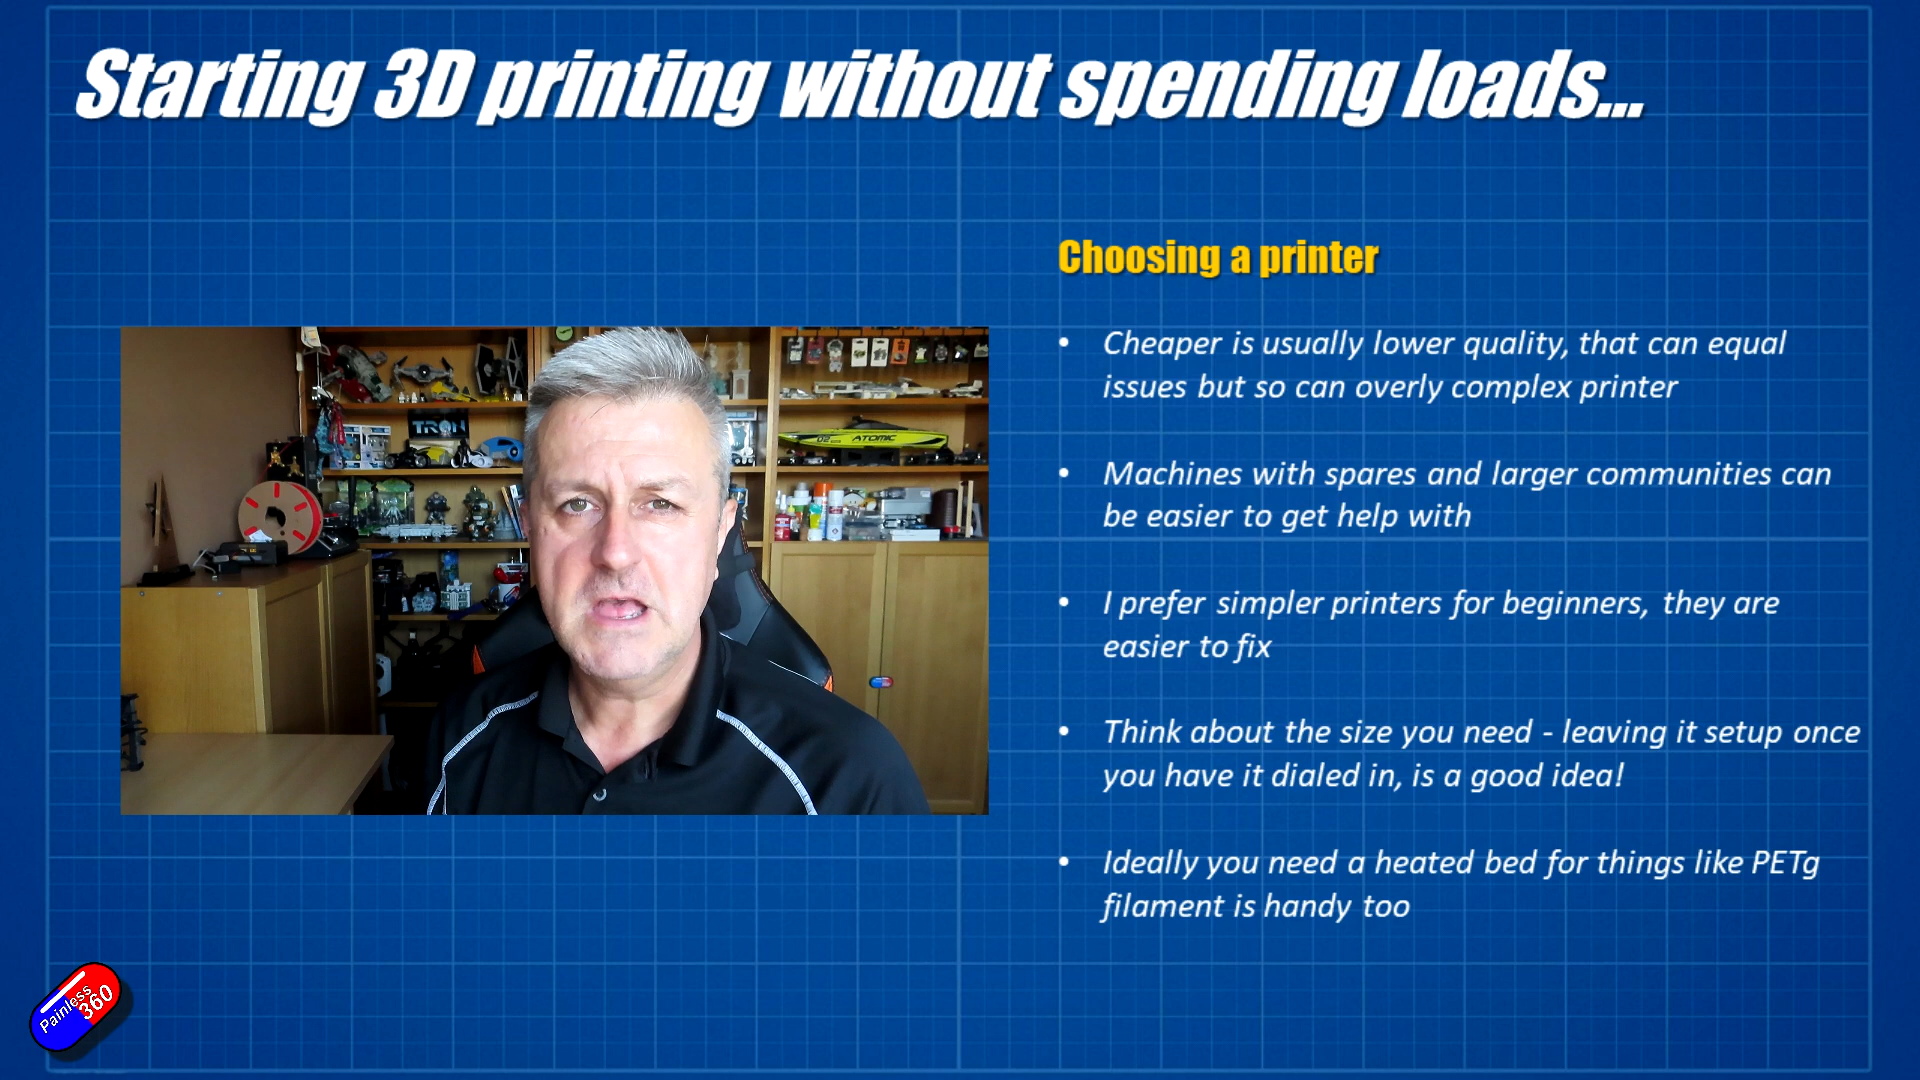 Starting 3D printing without spending loads...
Choosing a printer
• Cheaper is usually lower quality, that can equal
issues but so can overly complex printer
• Machines with spares and larger communities can
be easier to get help with
• I prefer simpler printers for beginners, they are
easier to fix
• Think about the size you need - leaving it setup once
you have it dialed in, is a good idea!
• Ideally you need a heated bed for things like PETg
filament is handy too
TRON
ATOMIC
Painless
360